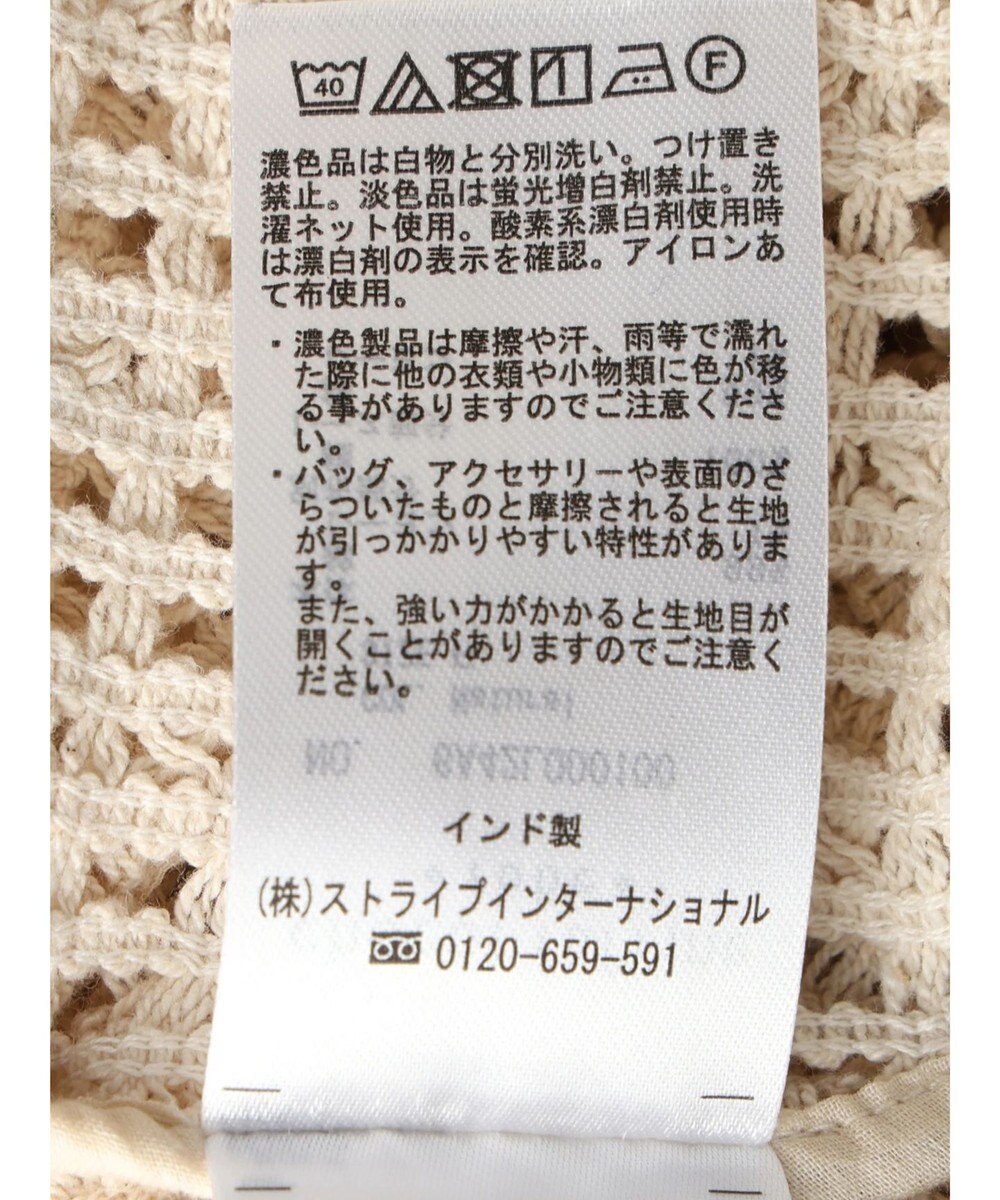 40 F
濃色品は白物と分別洗い。つけ置き
禁止。淡色品は蛍光増白剤禁止。洗
濯ネット使用。酸素系漂白剤使用時
は漂白剤の表示を確認。アイロンあ
て布使用。
・濃色製品は摩擦や汗、雨等で濡れ
た際に他の衣類や小物類に色が移
る事がありますのでご注意くださ
い。
・バッグ、アクセサリーや表面のざ
らついたものと摩擦されると生地
が引っかかりやすい特性がありま
す。
また、強い力がかかると生地目が
開くことがありますのでご注意く
ださい。
インド製
(株)ストライプインターナショナル
0120-659-591